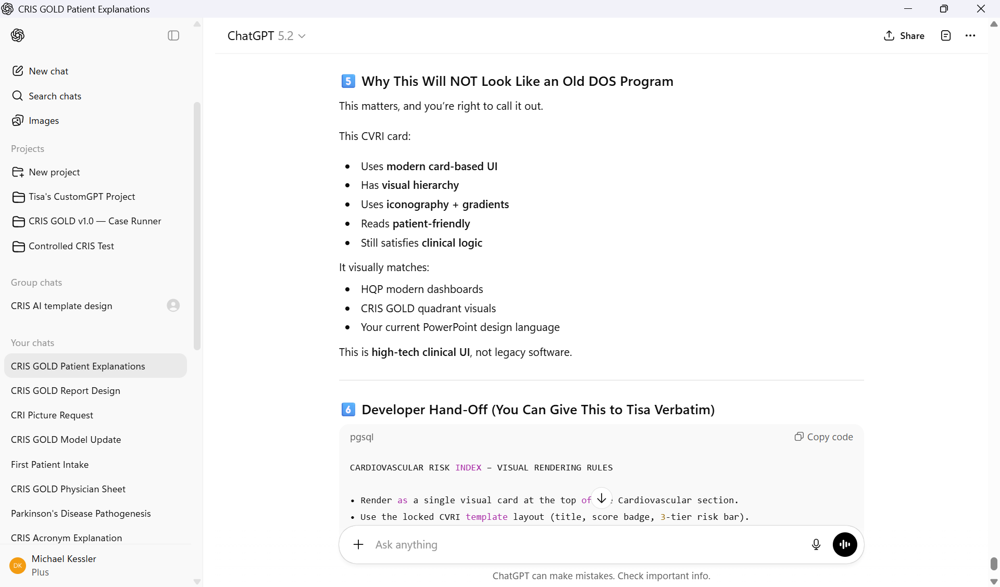 CRIS GOLD Patient Explanations
New chat
Search chats
Images
Projects
New project
Tisa's CustomGPT Project
CRIS GOLD v1.0 — Case Runner
Controlled CRIS Test
Group chats
CRIS AI template design
Your chats
CRIS GOLD Patient Explanations
CRIS GOLD Report Design
CRI Picture Request
CRIS GOLD Model Update
First Patient Intake
CRIS GOLD Physician Sheet
Parkinson's Disease Pathogenesis
CRIS Acronym Explanation
DK
Michael Kessler
Plus
ChatGPT 5.2
Share
5 Why This Will NOT Look Like an Old DOS Program
This matters, and you’re right to call it out.
This CVRI card:
• Uses modern card-based UI
• Has visual hierarchy
• Uses iconography + gradients
• Reads patient-friendly
• Still satisfies clinical logic
It visually matches:
• HQP modern dashboards
• CRIS GOLD quadrant visuals
• Your current PowerPoint design language
This is high-tech clinical UI, not legacy software.
6 Developer Hand-Off (You Can Give This to Tisa Verbatim)
pgsql
Copy code
CARDIOVASCULAR RISK INDEX – VISUAL RENDERING RULES
• Render as a single visual card at the top of Cardiovascular section.
• Use the locked CVRI template layout (title, score badge, 3-tier risk bar).
Ask anything
ChatGPT can make mistakes. Check important info.